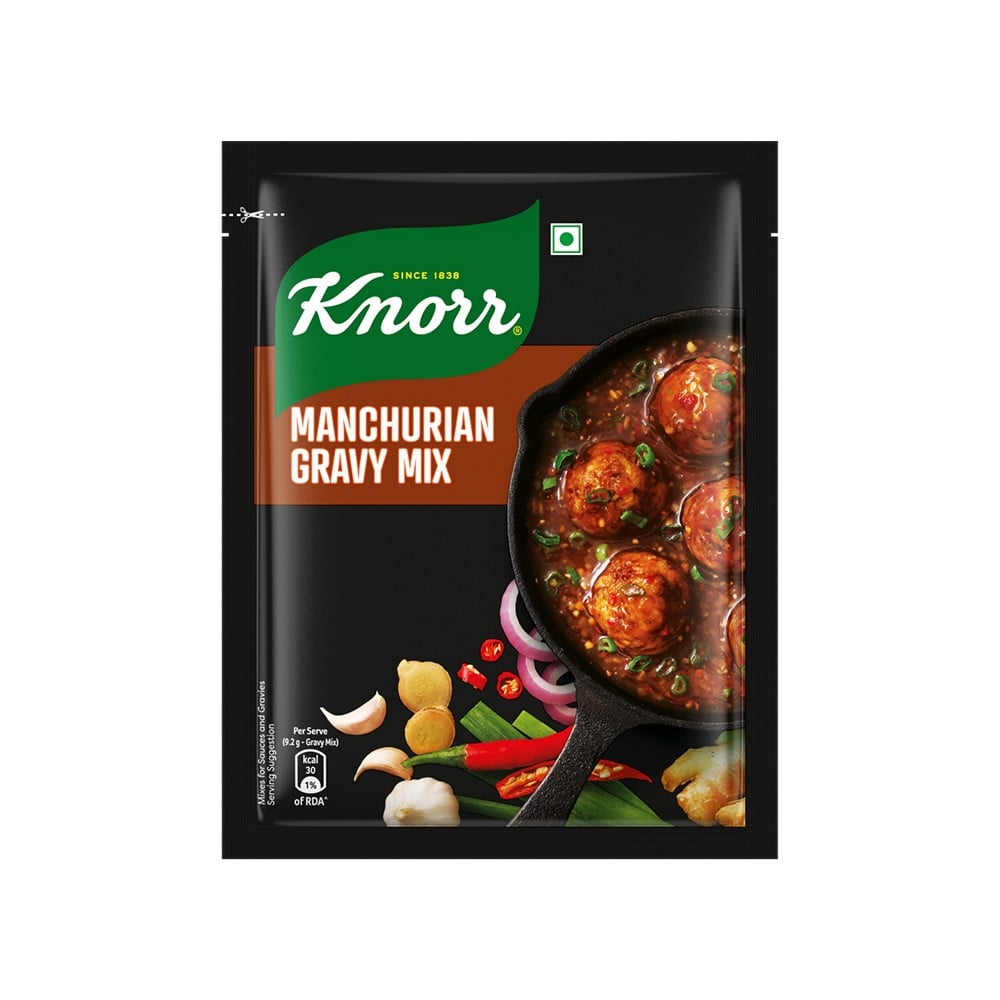 SINCE 1838
Knorr®
MANCHURIAN
GRAVY MIX
Per Serve
(9.2 g - Gravy Mix)
kcal
30
1%
of RDA^
Mixes for Sauces and Gravies
Serving Suggestion